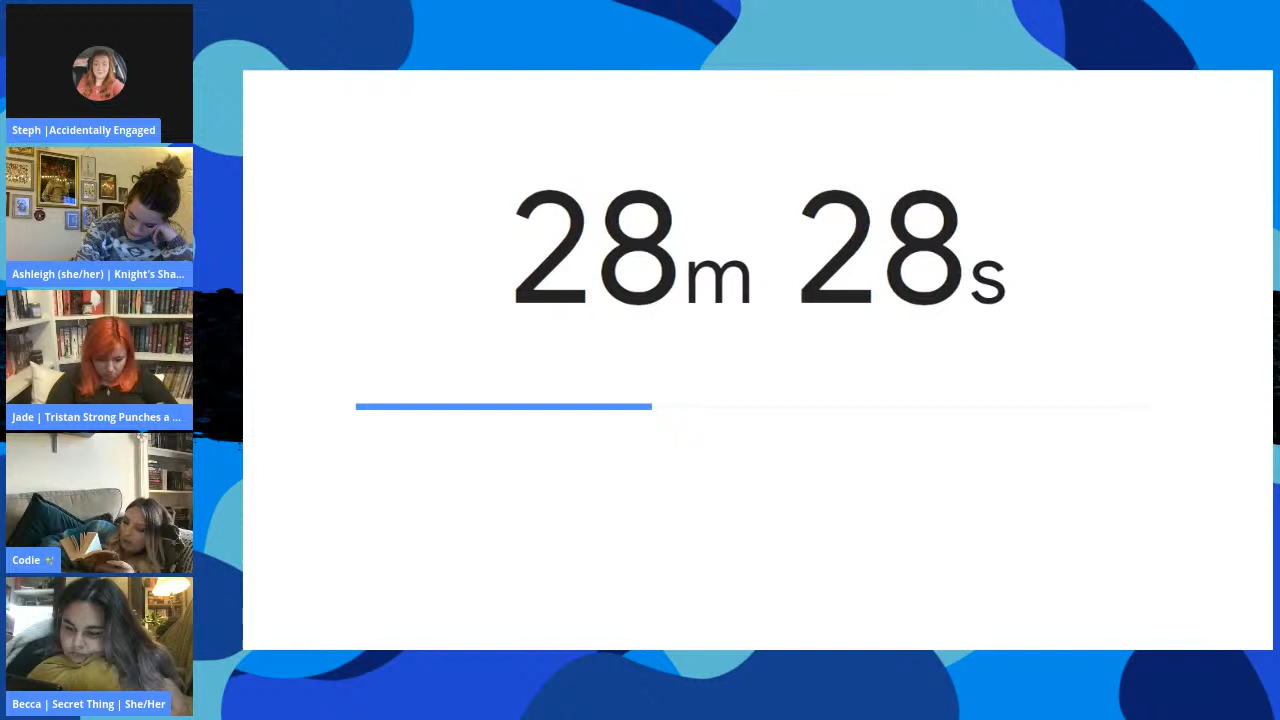 Steph |Accidentally Engaged
28m 28s
Ashleigh (she/her) | Knight's Sha...
Jade | Tristan Strong Punches a ...
Codie ✨
Becca | Secret Thing | She/Her